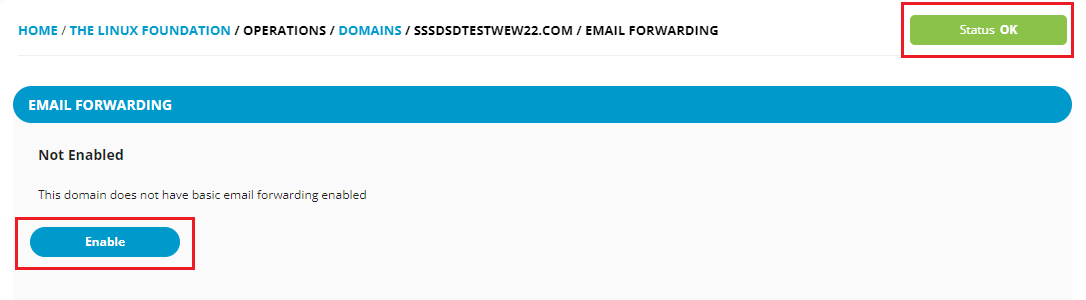 HOME / THE LINUX FOUNDATION / OPERATIONS / DOMAINS / SSSDSDTESTWEW22.COM / EMAIL FORWARDING
Status OK
EMAIL FORWARDING
Not Enabled
This domain does not have basic email forwarding enabled
Enable